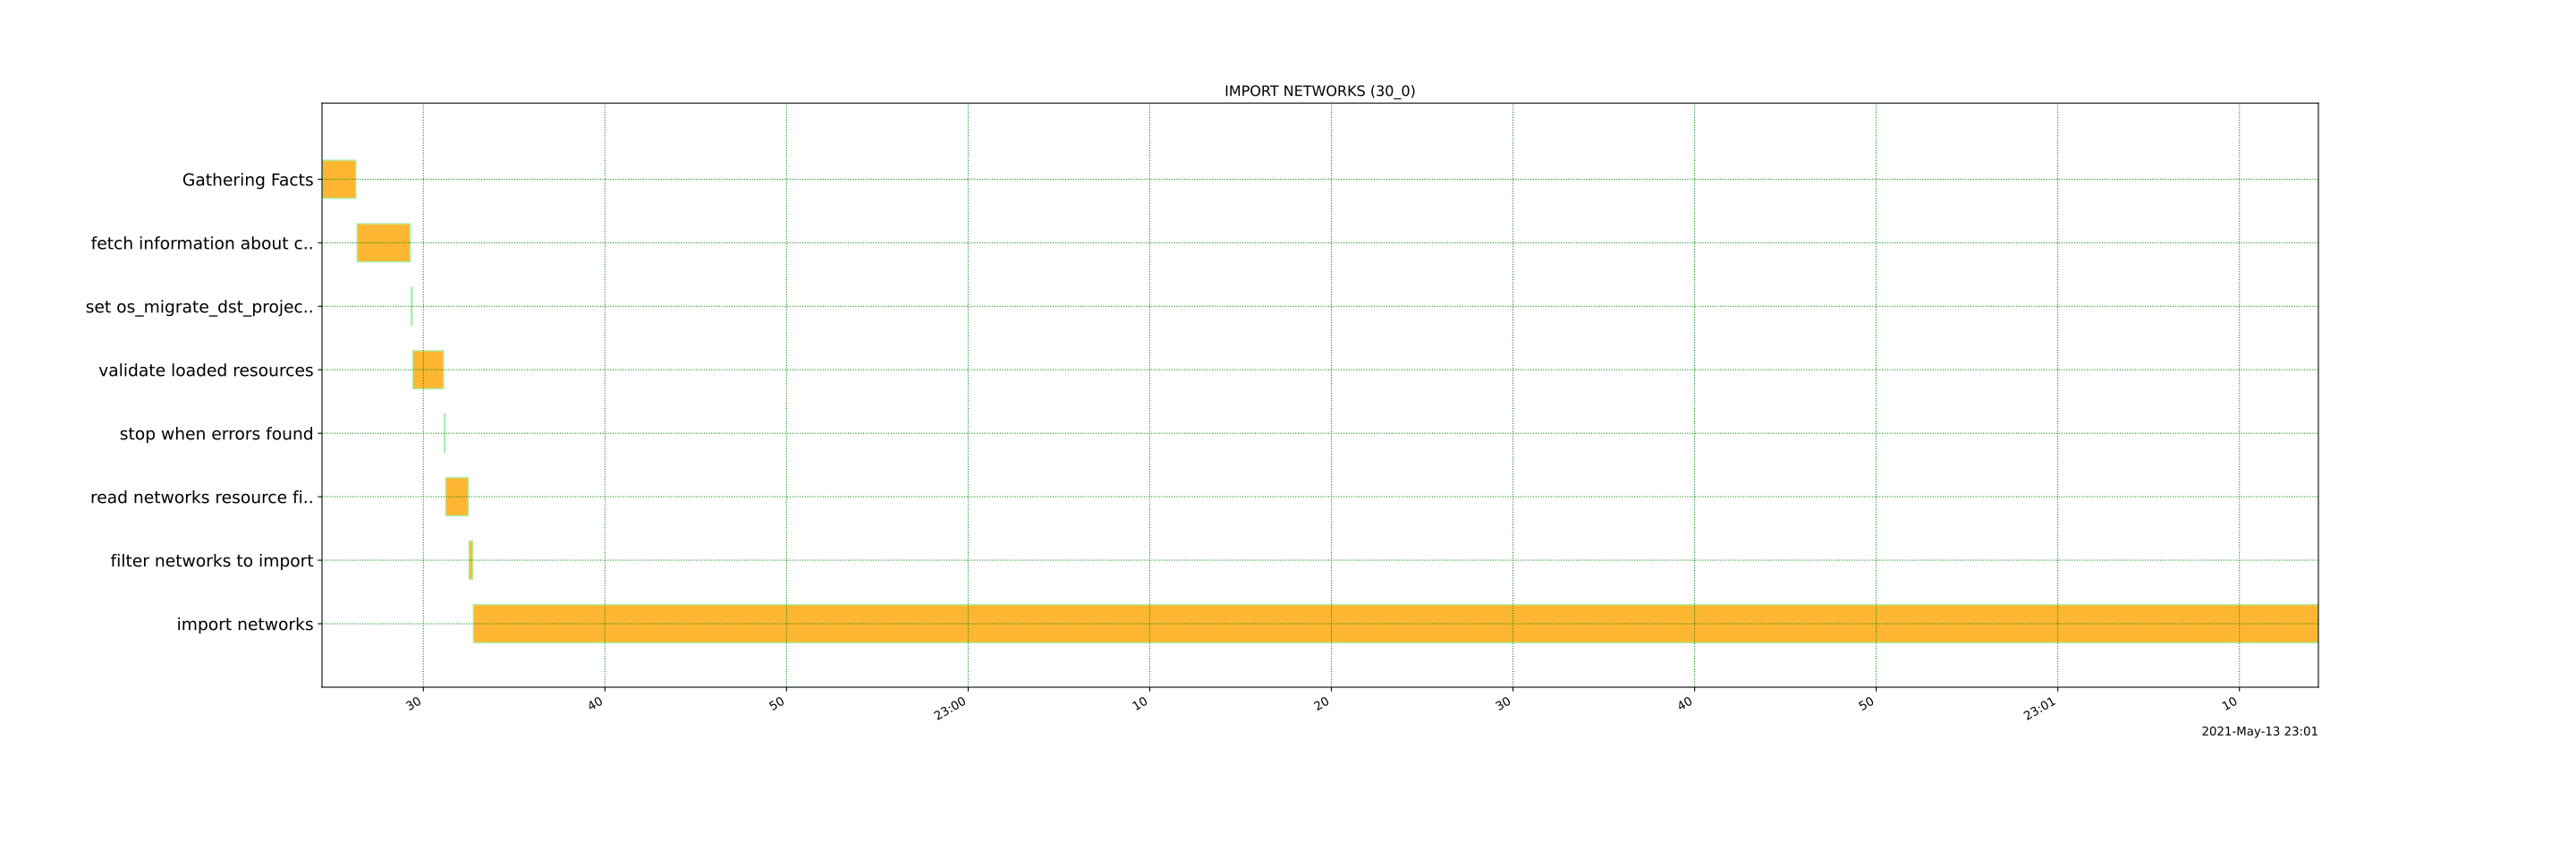 IMPORT NETWORKS (30_0)
Gathering Facts
fetch information about c..
set os_migrate_dst_projec..
validate loaded resources
stop when errors found
read networks resource fi..
filter networks to import
import networks
30 40 50 23:00 10 20 30 40 50 23:01 10
2021-May-13 23:01